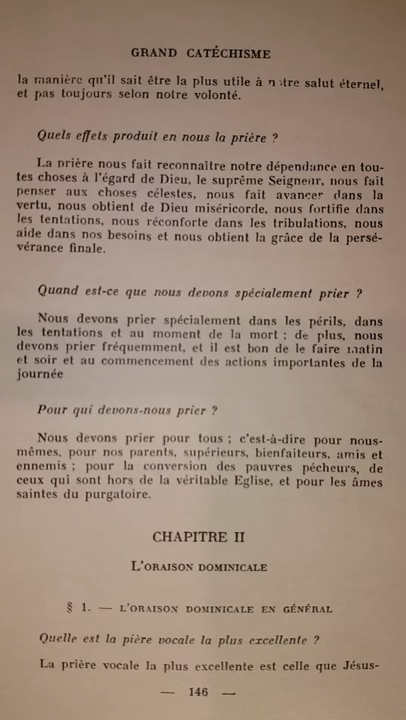 GRAND CATÉCHISME
la manière qu'il sait être la plus utile à notre salut éternel,
et pas toujours selon notre volonté.
Quels effets produit en nous la prière ?
La prière nous fait reconnaître notre dépendance en tou-
tes choses à l'égard de Dieu, le suprême Seigneur, nous fait
penser aux choses célestes, nous fait avancer dans la
vertu, nous obtient de Dieu miséricorde, nous fortifie dans
les tentations, nous réconforte dans les tribulations, nous
aide dans nos besoins et nous obtient la grâce de la persé-
vérance finale.
Quand est-ce que nous devons spécialement prier ?
Nous devons prier spécialement dans les périls, dans
les tentations et au moment de la mort ; de plus, nous
devons prier fréquemment, et il est bon de le faire matin
et soir et au commencement des actions importantes de la
journée
Pour qui devons-nous prier ?
Nous devons prier pour tous ; c'est-à-dire pour nous-
mêmes, pour nos parents, supérieurs, bienfaiteurs, amis et
ennemis ; pour la conversion des pauvres pécheurs, de
ceux qui sont hors de la véritable Eglise, et pour les âmes
saintes du purgatoire.
CHAPITRE II
L'ORAISON DOMINICALE
§ 1. — L'ORAISON DOMINICALE EN GÉNÉRAL
Quelle est la pière vocale la plus excellente ?
La prière vocale la plus excellente est celle que Jésus-
— 146 —